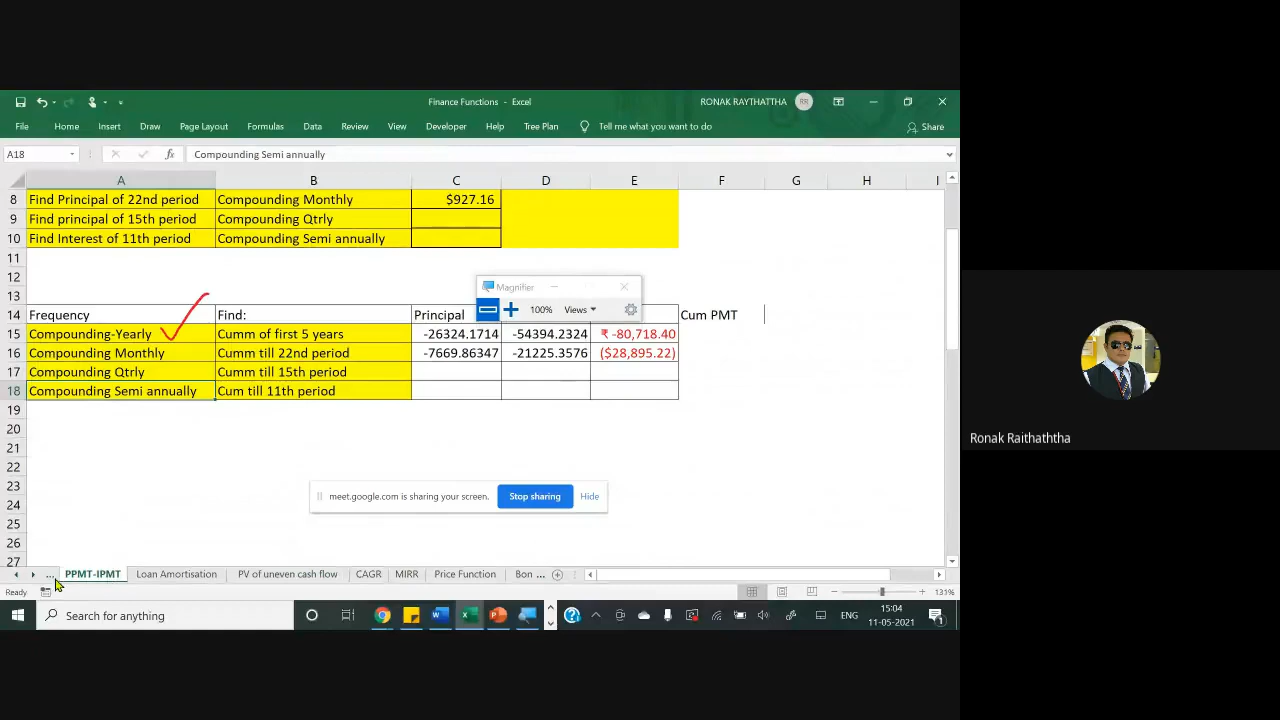 Finance Functions - Excel
RONAK RAYTHATTHA RR
File Home Insert Draw Page Layout Formulas Data Review View Developer Help Tree Plan Tell me what you want to do Share
A18 fx Compounding Semi annually
A B C D E F G H I
8 Find Principal of 22nd period Compounding Monthly $927.16
9 Find principal of 15th period Compounding Qtrly
10 Find Interest of 11th period Compounding Semi annually
11
12
Magnifier
13
100% Views
14 Frequency Find: Principal Cum PMT
15 Compounding-Yearly Cumm of first 5 years -26324.1714 -54394.2324 ₹ -80,718.40
16 Compounding Monthly Cumm till 22nd period -7669.86347 -21225.3576 ($28,895.22)
17 Compounding Qtrly Cumm till 15th period
18 Compounding Semi annually Cum till 11th period
19
20
21
22
23
meet.google.com is sharing your screen. Stop sharing Hide
24
25
26
27
... PPMT-IPMT Loan Amortisation PV of uneven cash flow CAGR MIRR Price Function Bon ...
Ready 131%
Search for anything ENG 15:04
11-05-2021
1
Ronak Raithaththa